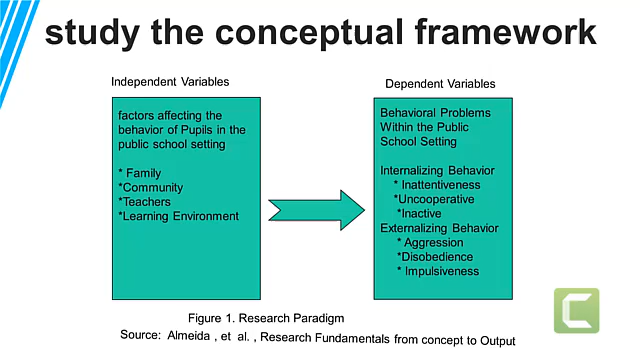 study the conceptual framework
Independent Variables
Dependent Variables
factors affecting the
behavior of Pupils in the
public school setting
* Family
*Community
*Teachers
*Learning Environment
Behavioral Problems
Within the Public
School Setting
Internalizing Behavior
* Inattentiveness
*Uncooperative
*Inactive
Externalizing Behavior
* Aggression
*Disobedience
* Impulsiveness
Figure 1. Research Paradigm
Source: Almeida , et al. , Research Fundamentals from concept to Output